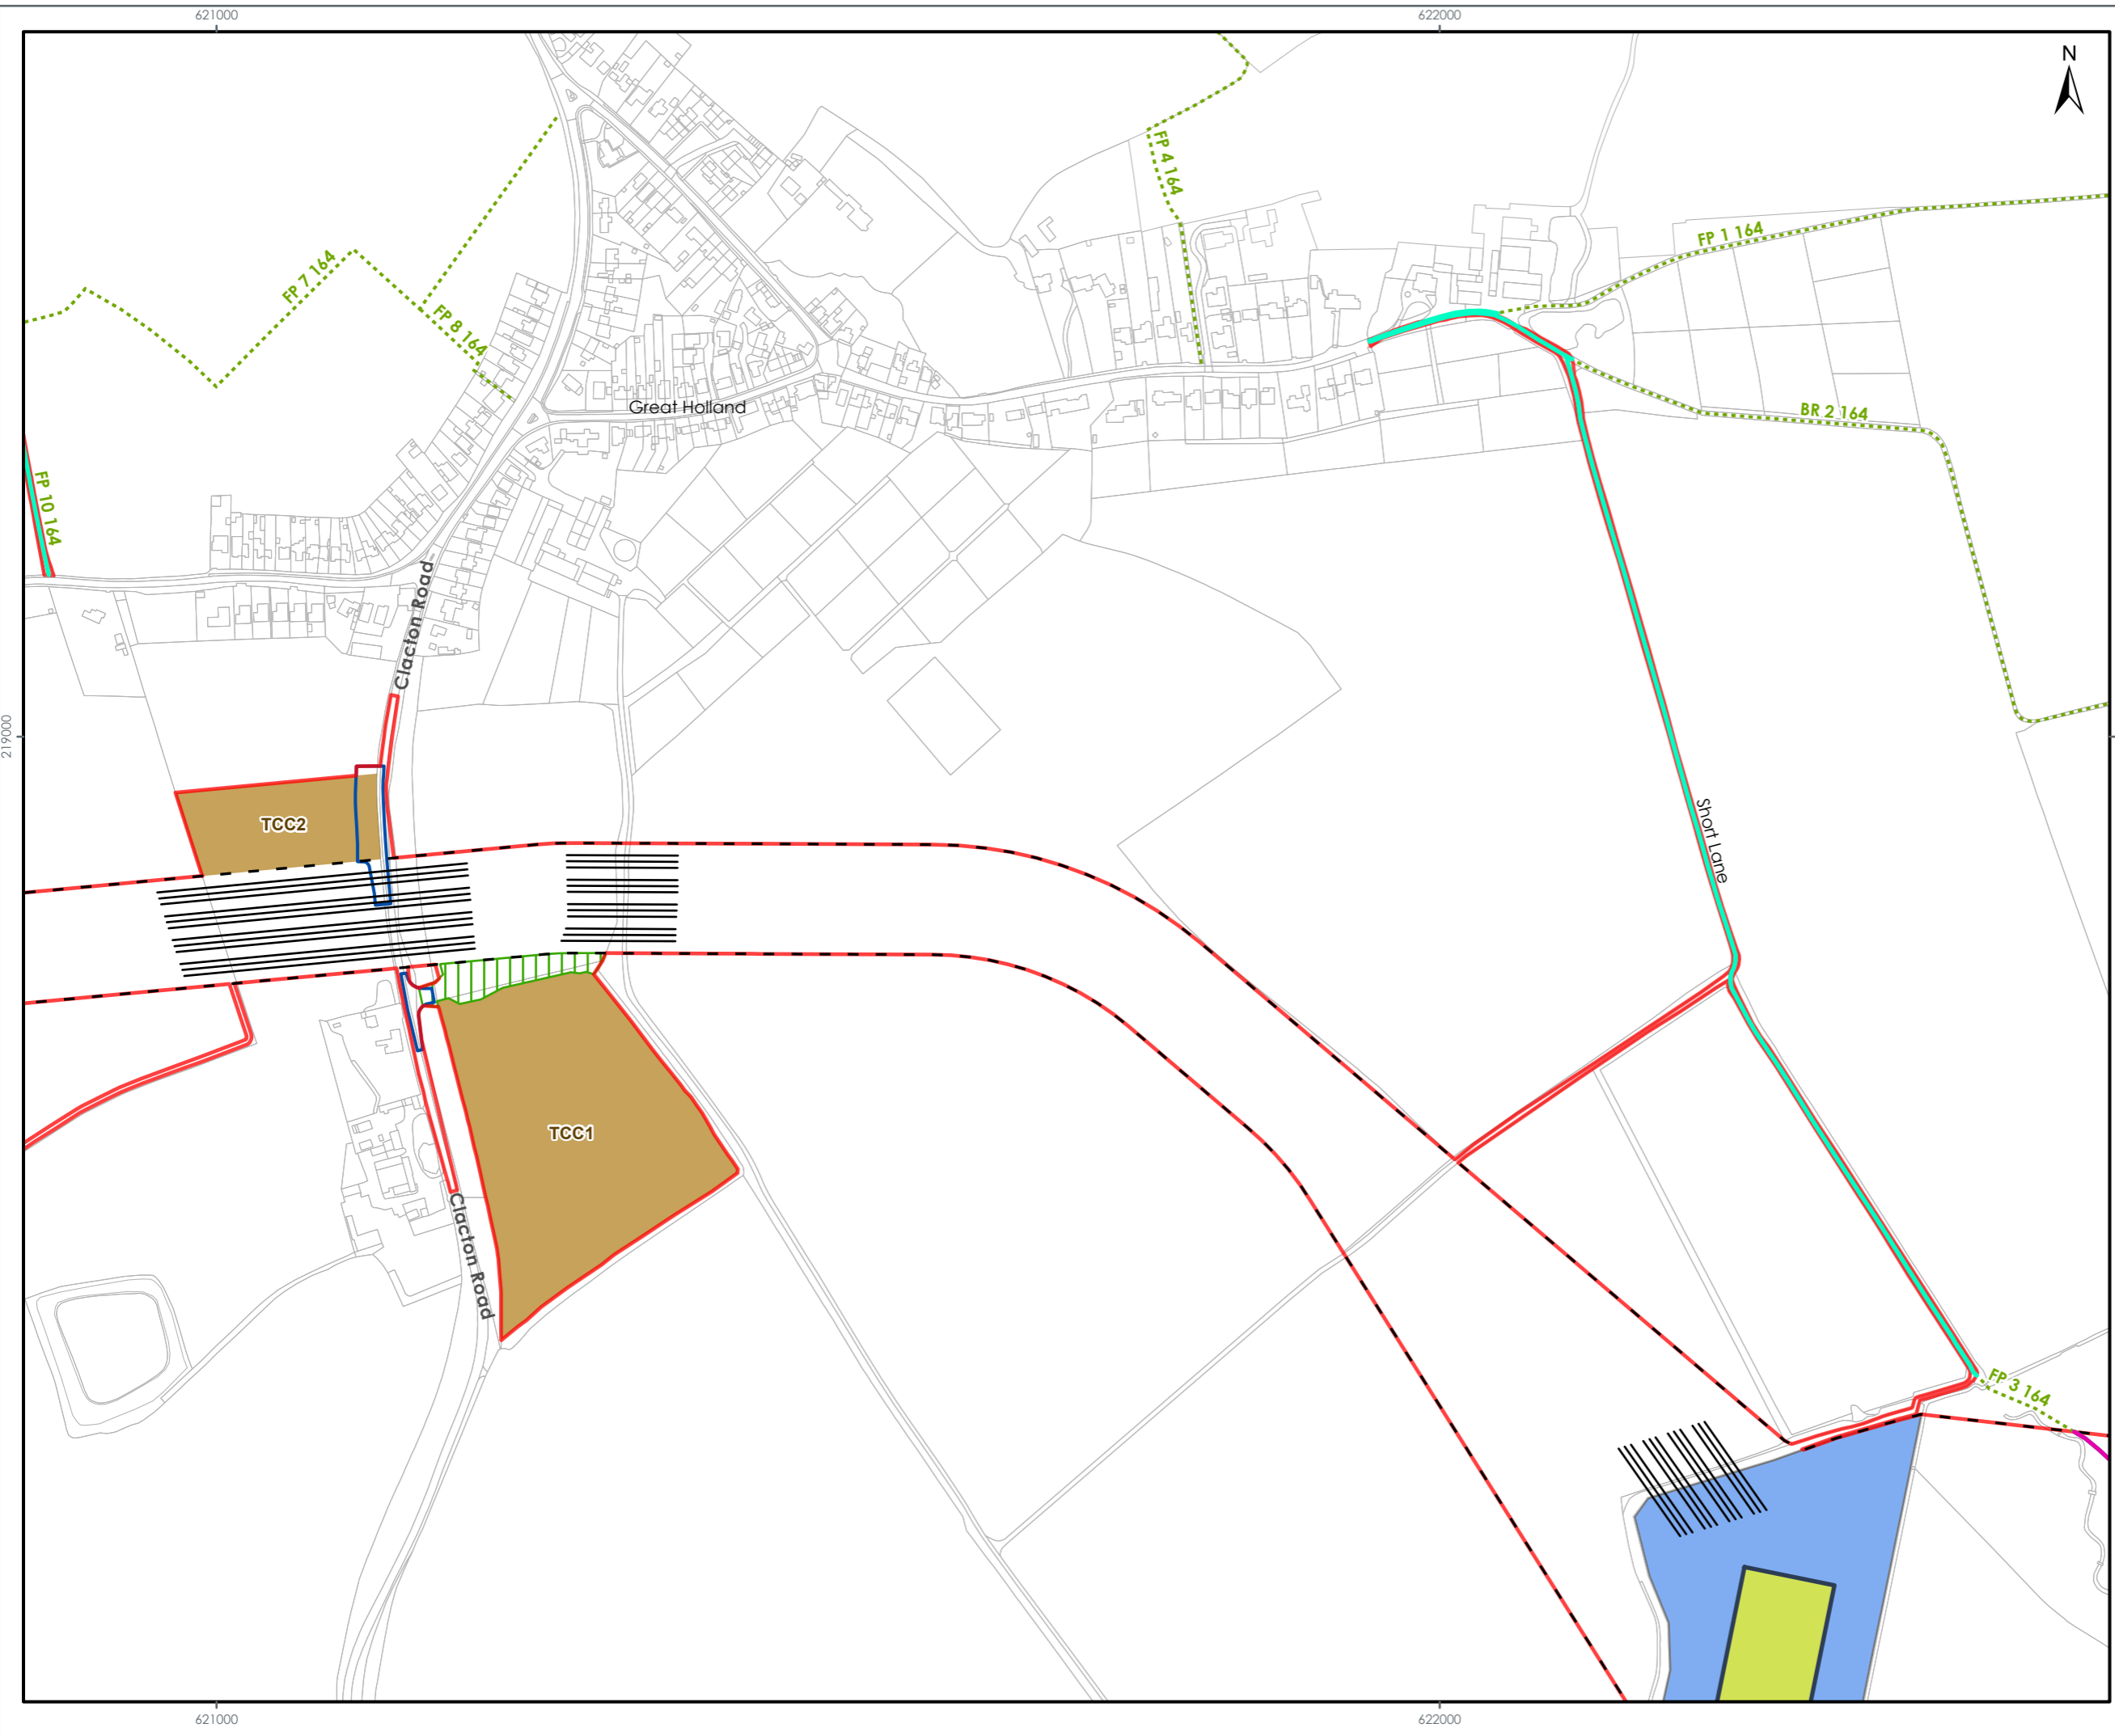 621000
622000
N
FP 4 164
FP 1 164
FP 7 164
FP 8 164
Great Holland
BR 2 164
FP 10 164
Clacton Road
219000
TCC2
Short Lane
TCC1
Clacton Road
FP 3 164
621000
622000